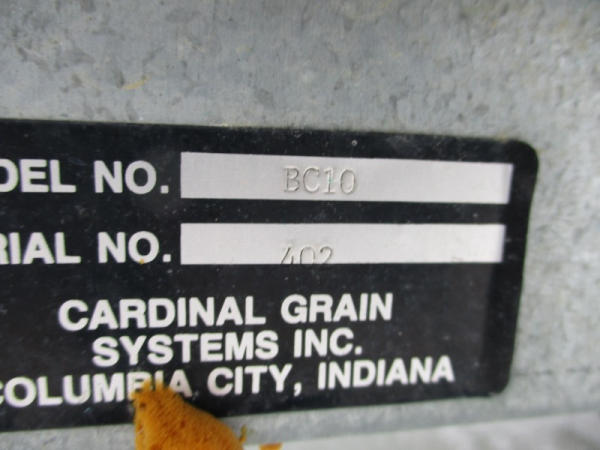 DEL NO. BC10
RIAL NO. 402
CARDINAL GRAIN
SYSTEMS INC.
COLUMBIA CITY, INDIANA